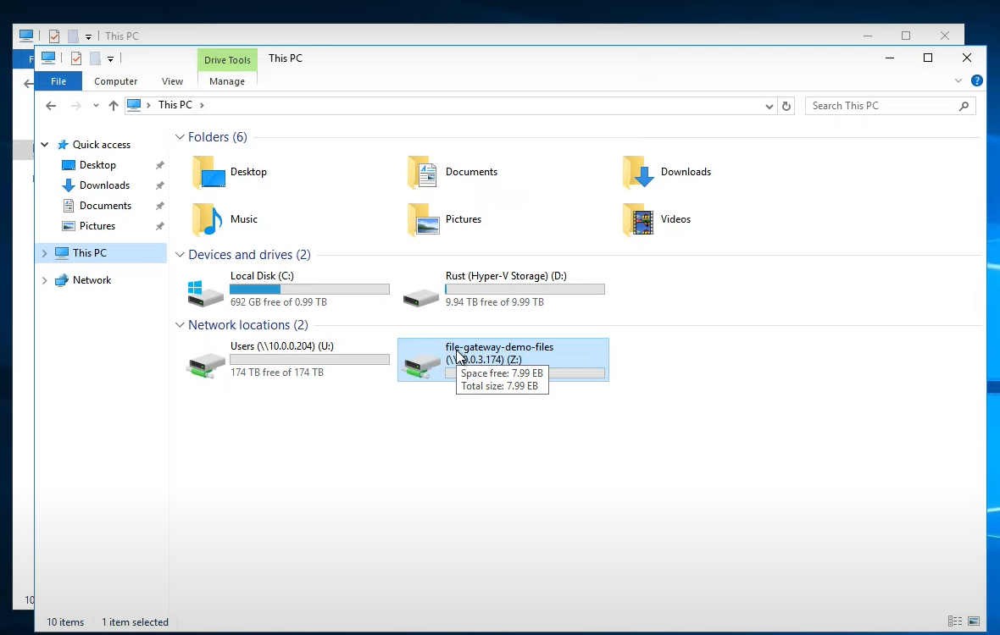 This PC
F
Drive Tools
This PC
File
Computer
View
Manage
This PC
Search This PC
Quick access
Desktop
Downloads
Documents
Pictures
This PC
Network
Folders (6)
Desktop
Documents
Downloads
Music
Pictures
Videos
Devices and drives (2)
Local Disk (C:)
692 GB free of 0.99 TB
Rust (Hyper-V Storage) (D:)
9.94 TB free of 9.99 TB
Network locations (2)
Users (\\10.0.0.204) (U:)
174 TB free of 174 TB
file-gateway-demo-files
.0.3.174) (Z:)
Space free: 7.99 EB
Total size: 7.99 EB
10
10 items
1 item selected